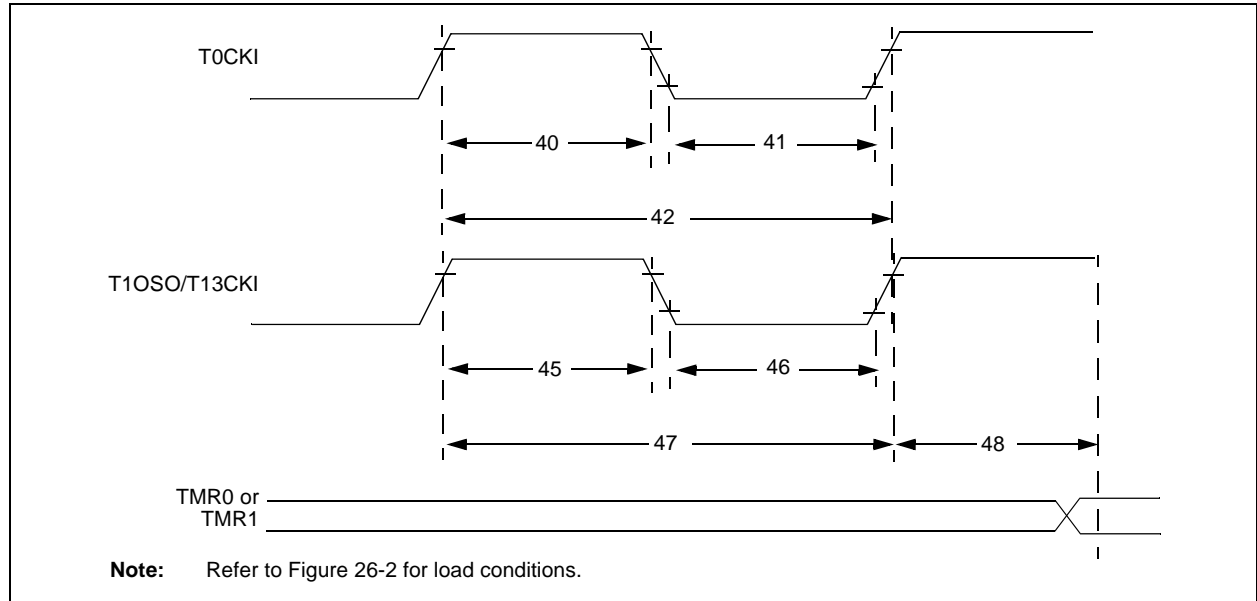 T0CKI
40
41
42
T1OSO/T13CKI
45
46
47
48
TMR0 or
TMR1
Note: Refer to Figure 26-2 for load conditions.